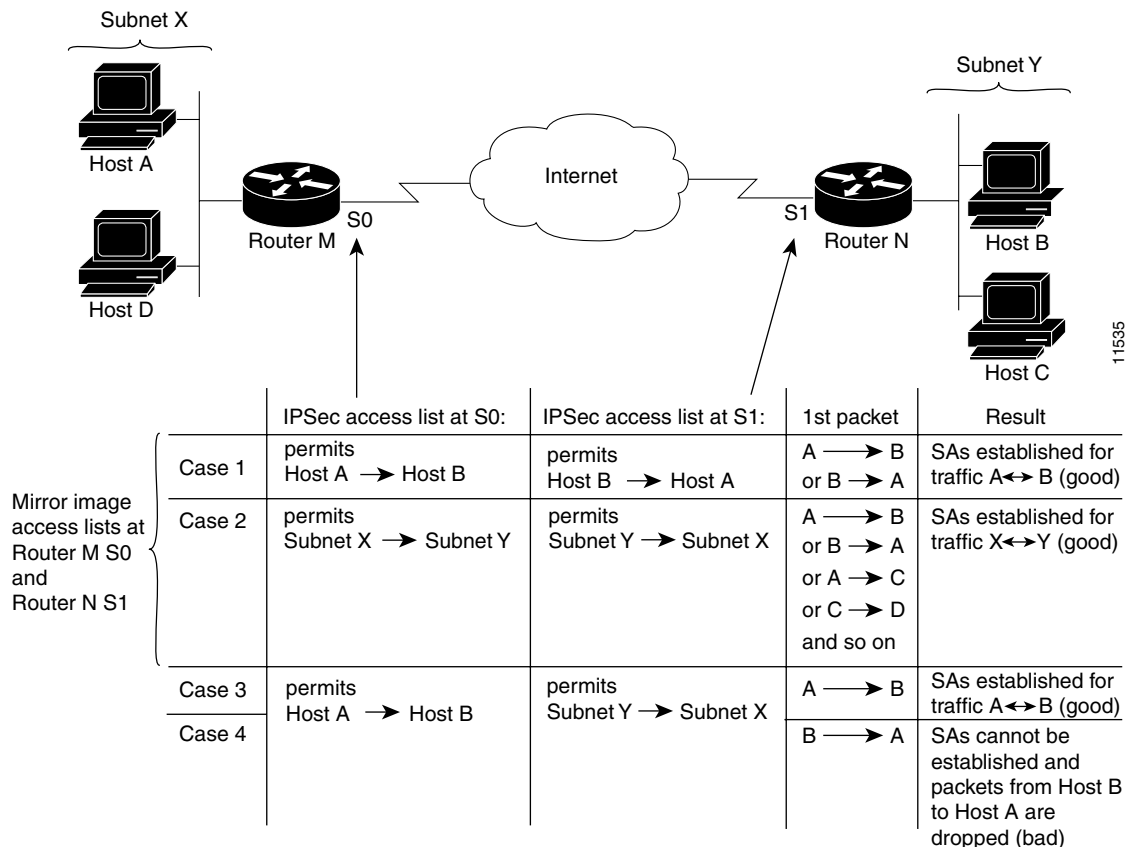 Subnet X
Subnet Y
Host A
Internet
S0
S1
Router M
Router N
Host B
Host D
Host C
11535
IPSec access list at S0:
IPSec access list at S1:
1st packet
Result
Mirror image
access lists at
Router M S0
and
Router N S1
Case 1
permits
Host A → Host B
permits
Host B → Host A
A → B
or B → A
SAs established for
traffic A↔B (good)
Case 2
permits
Subnet X → Subnet Y
permits
Subnet Y → Subnet X
A → B
or B → A
or A → C
or C → D
and so on
SAs established for
traffic X↔Y (good)
Case 3
permits
Host A → Host B
permits
Subnet Y → Subnet X
A → B
SAs established for
traffic A↔B (good)
Case 4
B → A
SAs cannot be
established and
packets from Host B
to Host A are
dropped (bad)